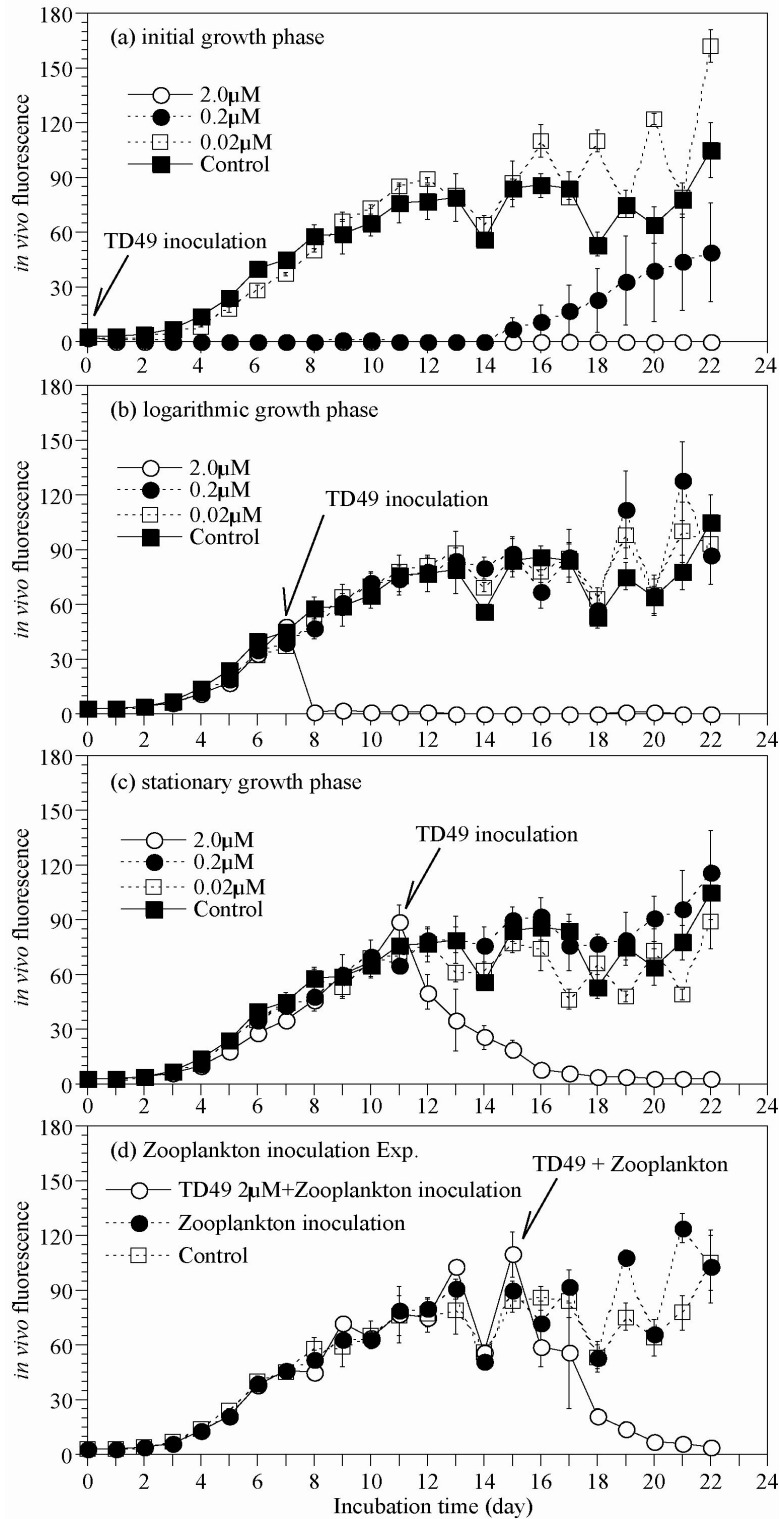 180
(a) initial growth phase
150
2.0µM
120
0.2µM
0.02µM
Control
90
in vivo fluorescence
60
TD49 inoculation
30
0
0 2 4 6 8 10 12 14 16 18 20 22 24
180
(b) logarithmic growth phase
150
2.0µM
0.2µM
TD49 inoculation
120
0.02µM
Control
90
in vivo fluorescence
60
30
0
0 2 4 6 8 10 12 14 16 18 20 22 24
180
(c) stationary growth phase
150
2.0µM
TD49 inoculation
0.2µM
120
0.02µM
Control
90
in vivo fluorescence
60
30
0
0 2 4 6 8 10 12 14 16 18 20 22 24
180
(d) Zooplankton inoculation Exp.
TD49 + Zooplankton
150
TD49 2µM+Zooplankton inoculation
Zooplankton inoculation
120
Control
90
in vivo fluorescence
60
30
0
0 2 4 6 8 10 12 14 16 18 20 22 24
Incubation time (day)